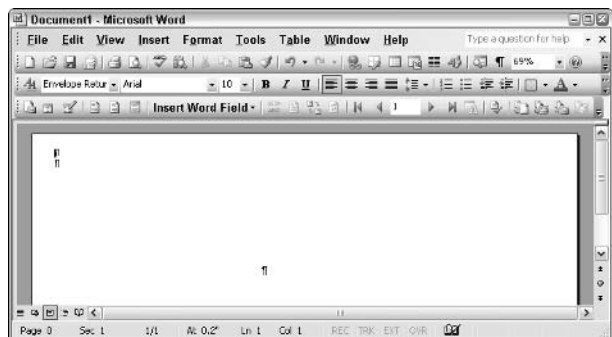 Document1 - Microsoft Word
File Edit View Insert Format Tools Table Window Help Type a question for help
¶ 69%
Envelope Retur Arial 10 B I U A
Insert Word Field 1
¶
¶
¶
Page 0 Sec 1 1/1 At 0.2" Ln 1 Col 1 REC TRK EXT OVR